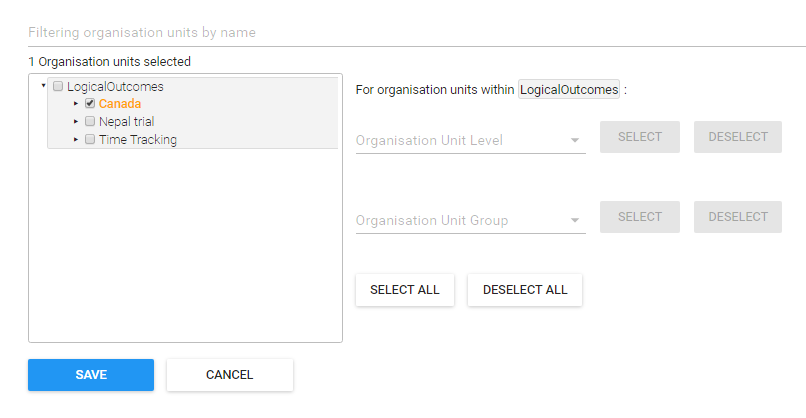 Filtering organisation units by name
1 Organisation units selected
LogicalOutcomes
Canada
Nepal trial
Time Tracking
For organisation units within LogicalOutcomes :
Organisation Unit Level SELECT DESELECT
Organisation Unit Group SELECT DESELECT
SELECT ALL DESELECT ALL
SAVE CANCEL